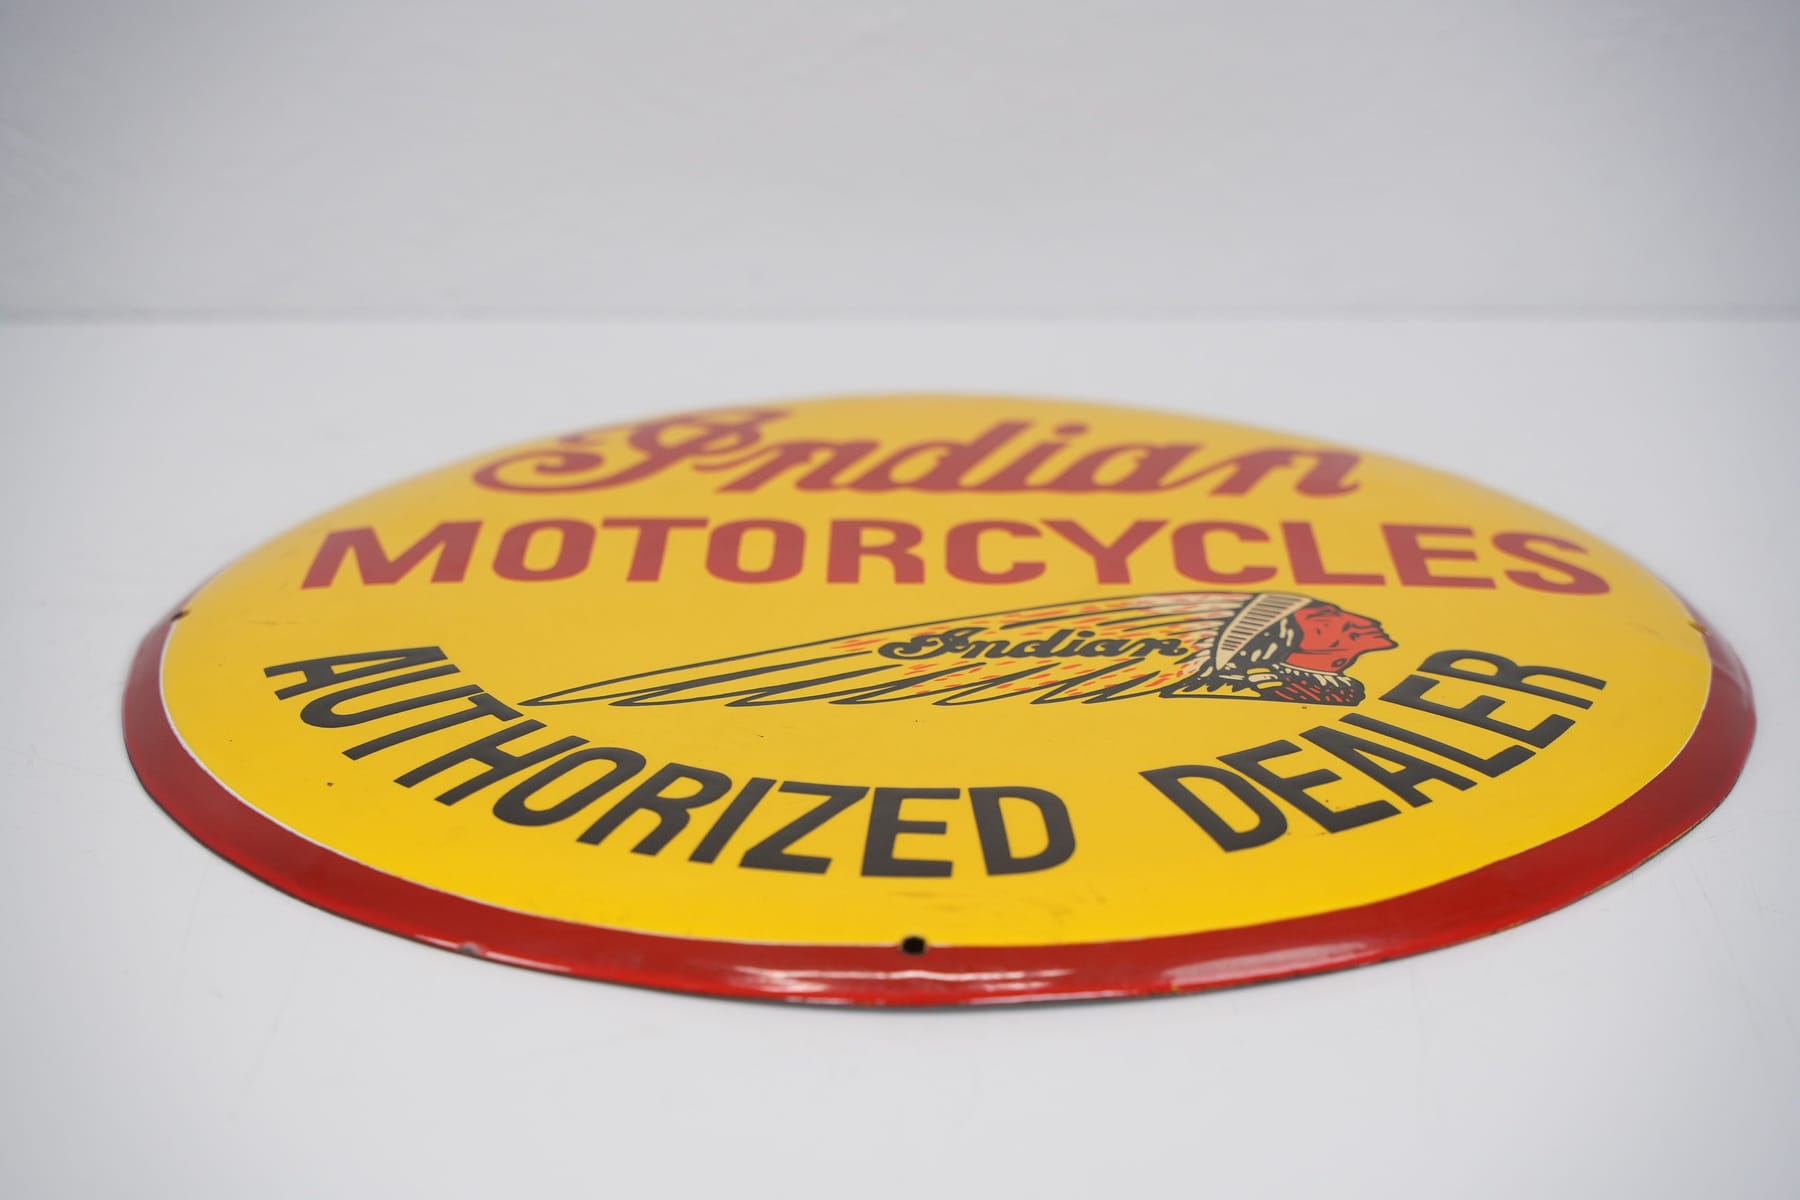 Indian
MOTORCYCLES
Indian
AUTHORIZED DEALER